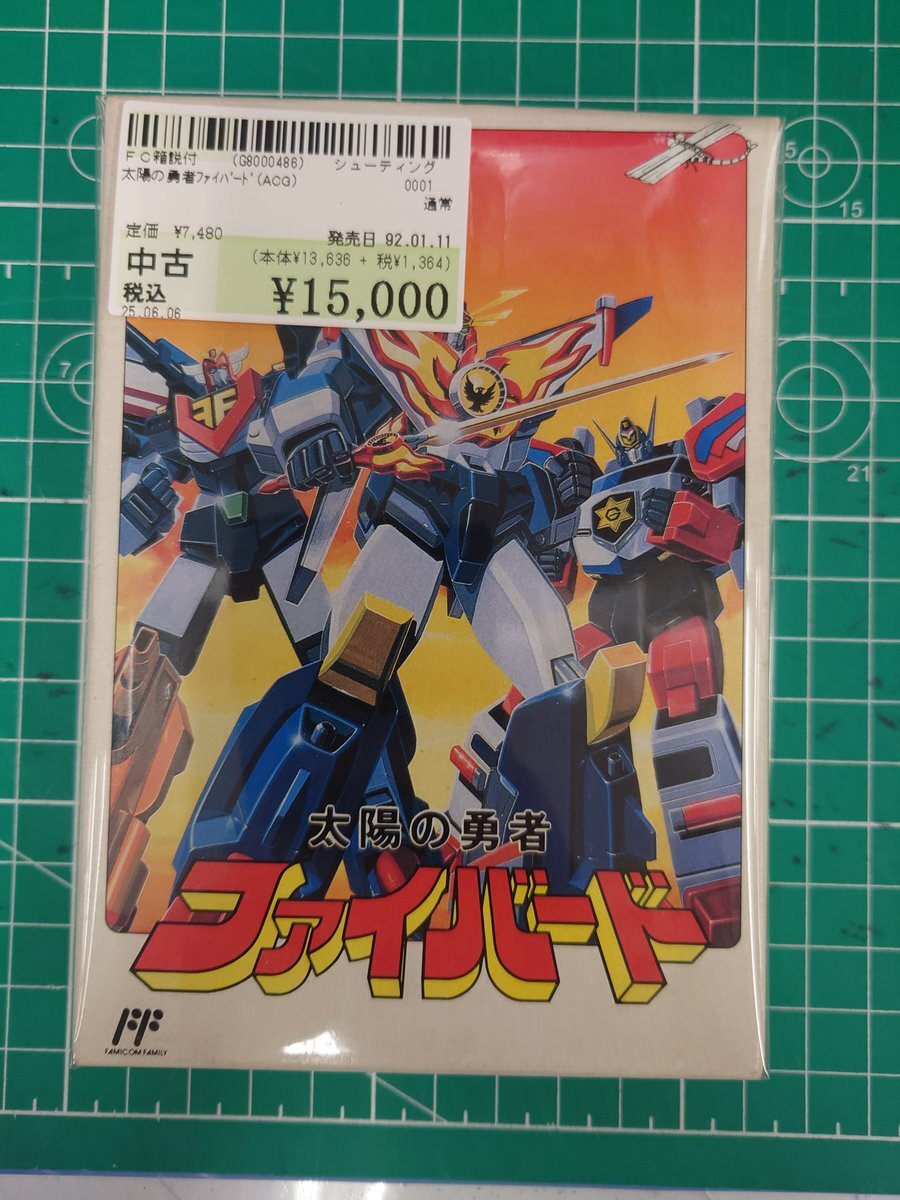 FC箱説付 (G8000486) シューティング
太陽の勇者ﾌｧｲﾊﾞｰﾄﾞ(ACG) 0001
通常
定価 ¥7,480 発売日 92.01.11
中古 (本体¥13,636 + 税¥1,364)
税込 ¥15,000
25.06.06
FF
G
太陽の勇者
ファイバード
FF
FAMICOM FAMILY
5
15
7
21